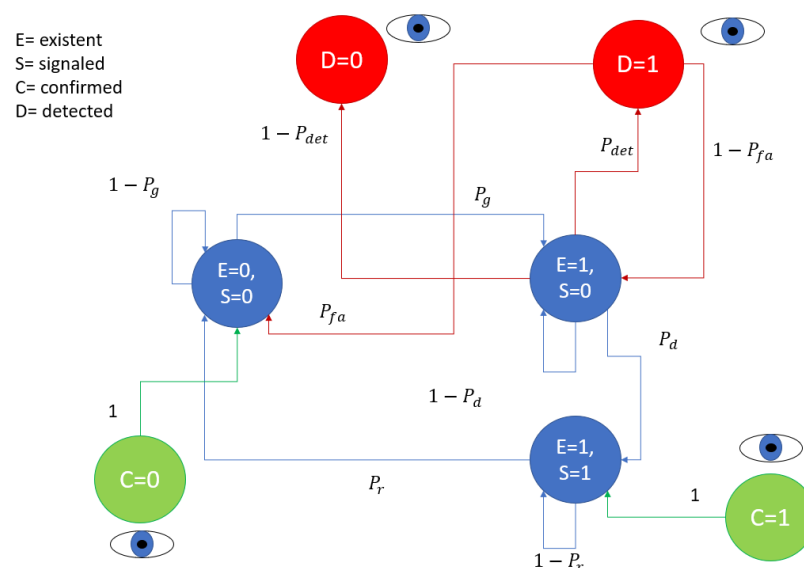 E= existent
S= signaled
C= confirmed
D= detected
D=0
D=1
1 − P_det
P_det
1 − P_fa
1 − P_g
P_g
E=0,
S=0
E=1,
S=0
P_fa
P_d
1 − P_d
1
C=0
P_r
E=1,
S=1
1
C=1
1 − P_r